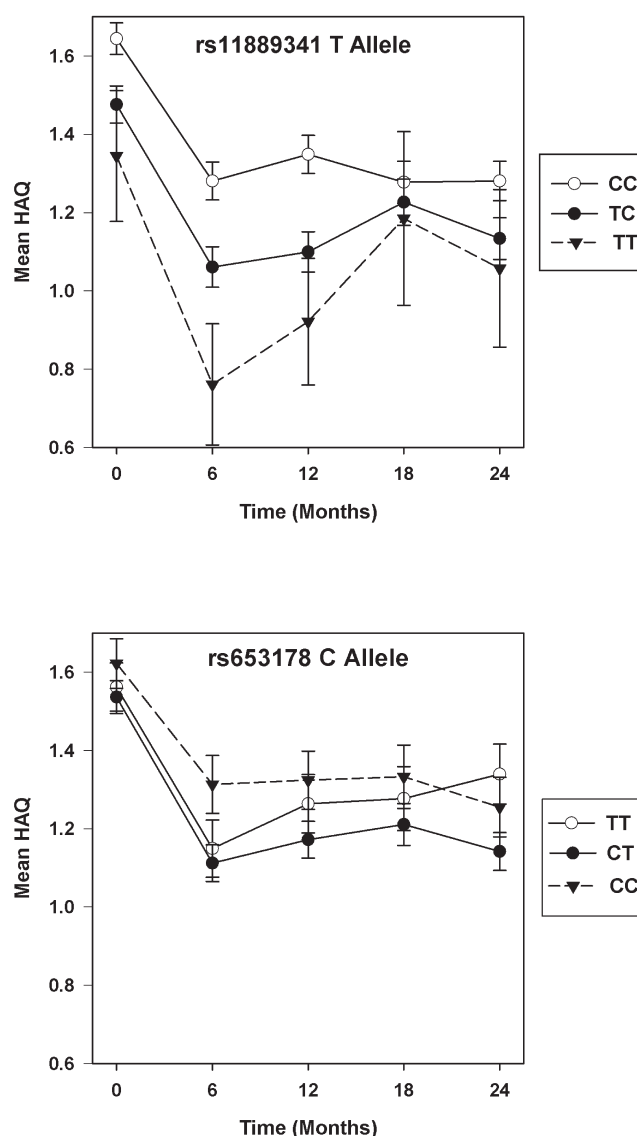 rs11889341 T Allele
1.6
1.4
1.2
1.0
0.8
0.6
Mean HAQ
0 6 12 18 24
Time (Months)
CC
TC
TT
rs653178 C Allele
1.6
1.4
1.2
1.0
0.8
0.6
Mean HAQ
0 6 12 18 24
Time (Months)
TT
CT
CC